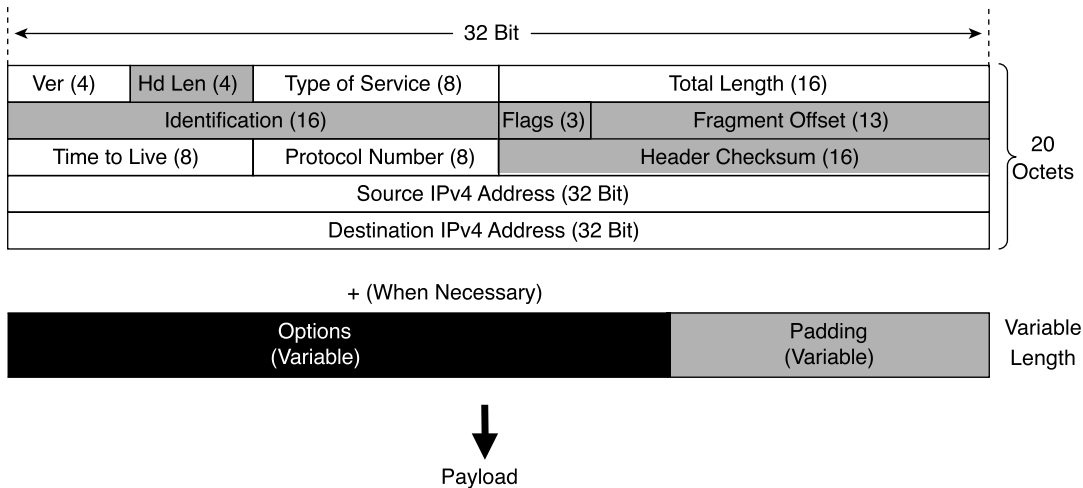 32 Bit
Ver (4) Hd Len (4) Type of Service (8) Total Length (16)
Identification (16) Flags (3) Fragment Offset (13)
Time to Live (8) Protocol Number (8) Header Checksum (16)
Source IPv4 Address (32 Bit)
Destination IPv4 Address (32 Bit)
20
Octets
+ (When Necessary)
Options
(Variable)
Padding
(Variable)
Variable
Length
Payload